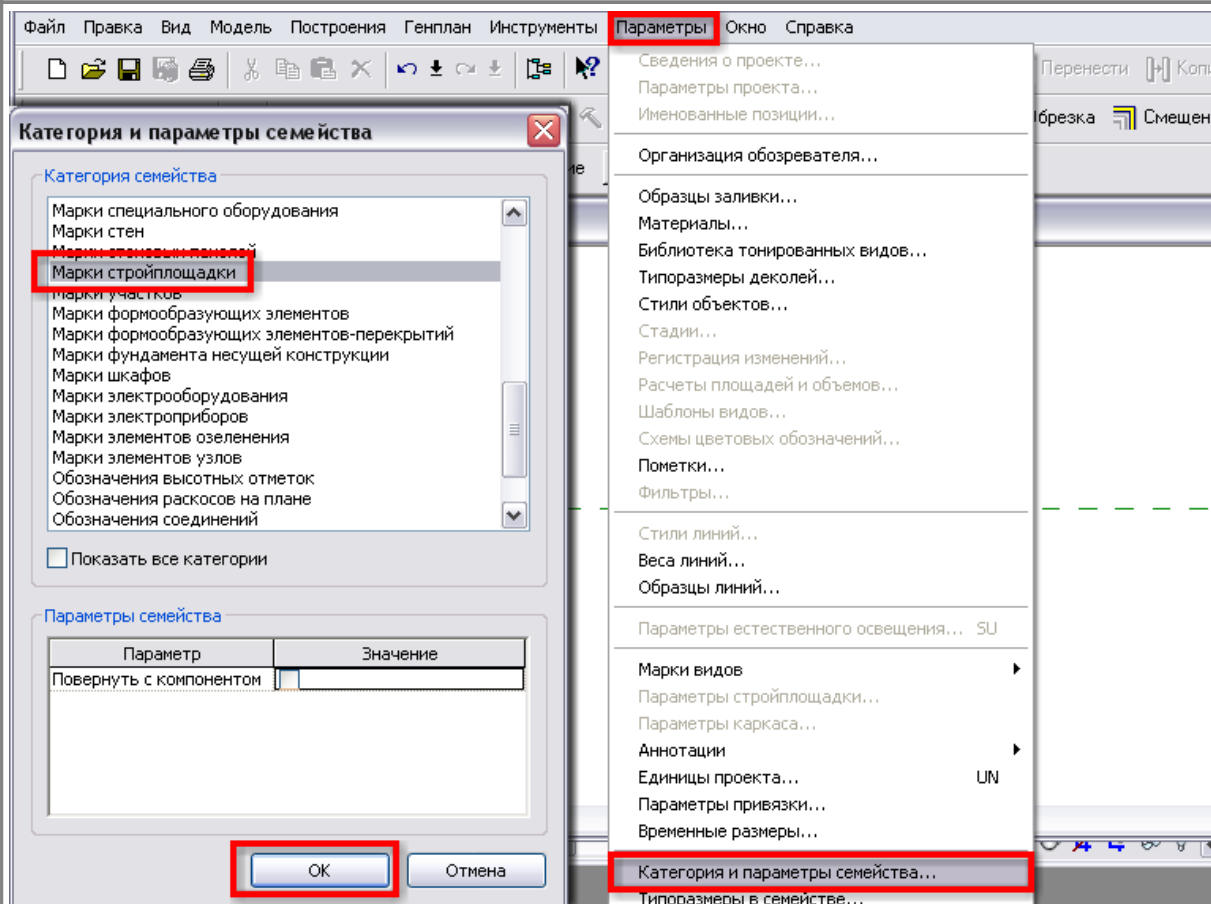 Файл Правка Вид Модель Построения Генплан Инструменты Параметры Окно Справка
Перенести
Обрезка
Категория и параметры семейства
Категория семейства
Марки специального оборудования
Марки стен
Марки стеновых панелей
Марки стройплощадки
Марки участков
Марки формообразующих элементов
Марки формообразующих элементов-перекрытий
Марки фундамента несущей конструкции
Марки шкафов
Марки электрооборудования
Марки электроприборов
Марки элементов озеленения
Марки элементов узлов
Обозначения высотных отметок
Обозначения раскосов на плане
Обозначения соединений
Показать все категории
Параметры семейства
Параметр Значение
Повернуть с компонентом
ОК Отмена
Сведения о проекте...
Параметры проекта...
Именованные позиции...
Организация обозревателя...
Образцы заливки...
Материалы...
Библиотека тонированных видов...
Типоразмеры деколей...
Стили объектов...
Стадии...
Регистрация изменений...
Расчеты площадей и объемов...
Шаблоны видов...
Схемы цветовых обозначений...
Пометки...
Фильтры...
Стили линий...
Веса линий...
Образцы линий...
Параметры естественного освещения... SU
Марки видов
Параметры стройплощадки...
Параметры каркаса...
Аннотации
Единицы проекта... UN
Параметры привязки...
Временные размеры...
Категория и параметры семейства...
Типоразмеры в семействе...